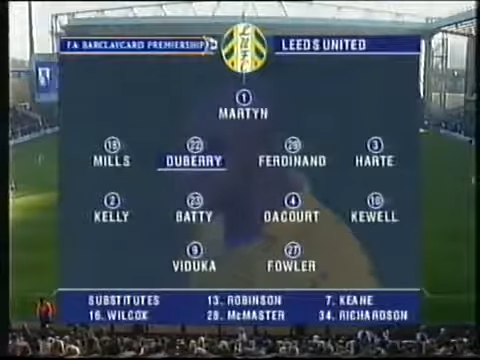 F.A. BARCLAYCARD PREMIERSHIP
LEEDS UNITED
LUFC
1
MARTYN
18 22 29 3
MILLS DUBERRY FERDINAND HARTE
2 23 4 10
KELLY BATTY DACOURT KEWELL
9 27
VIDUKA FOWLER
SUBSTITUTES 13. ROBINSON 7. KEANE
16. WILCOX 28. McMASTER 34. RICHARDSON